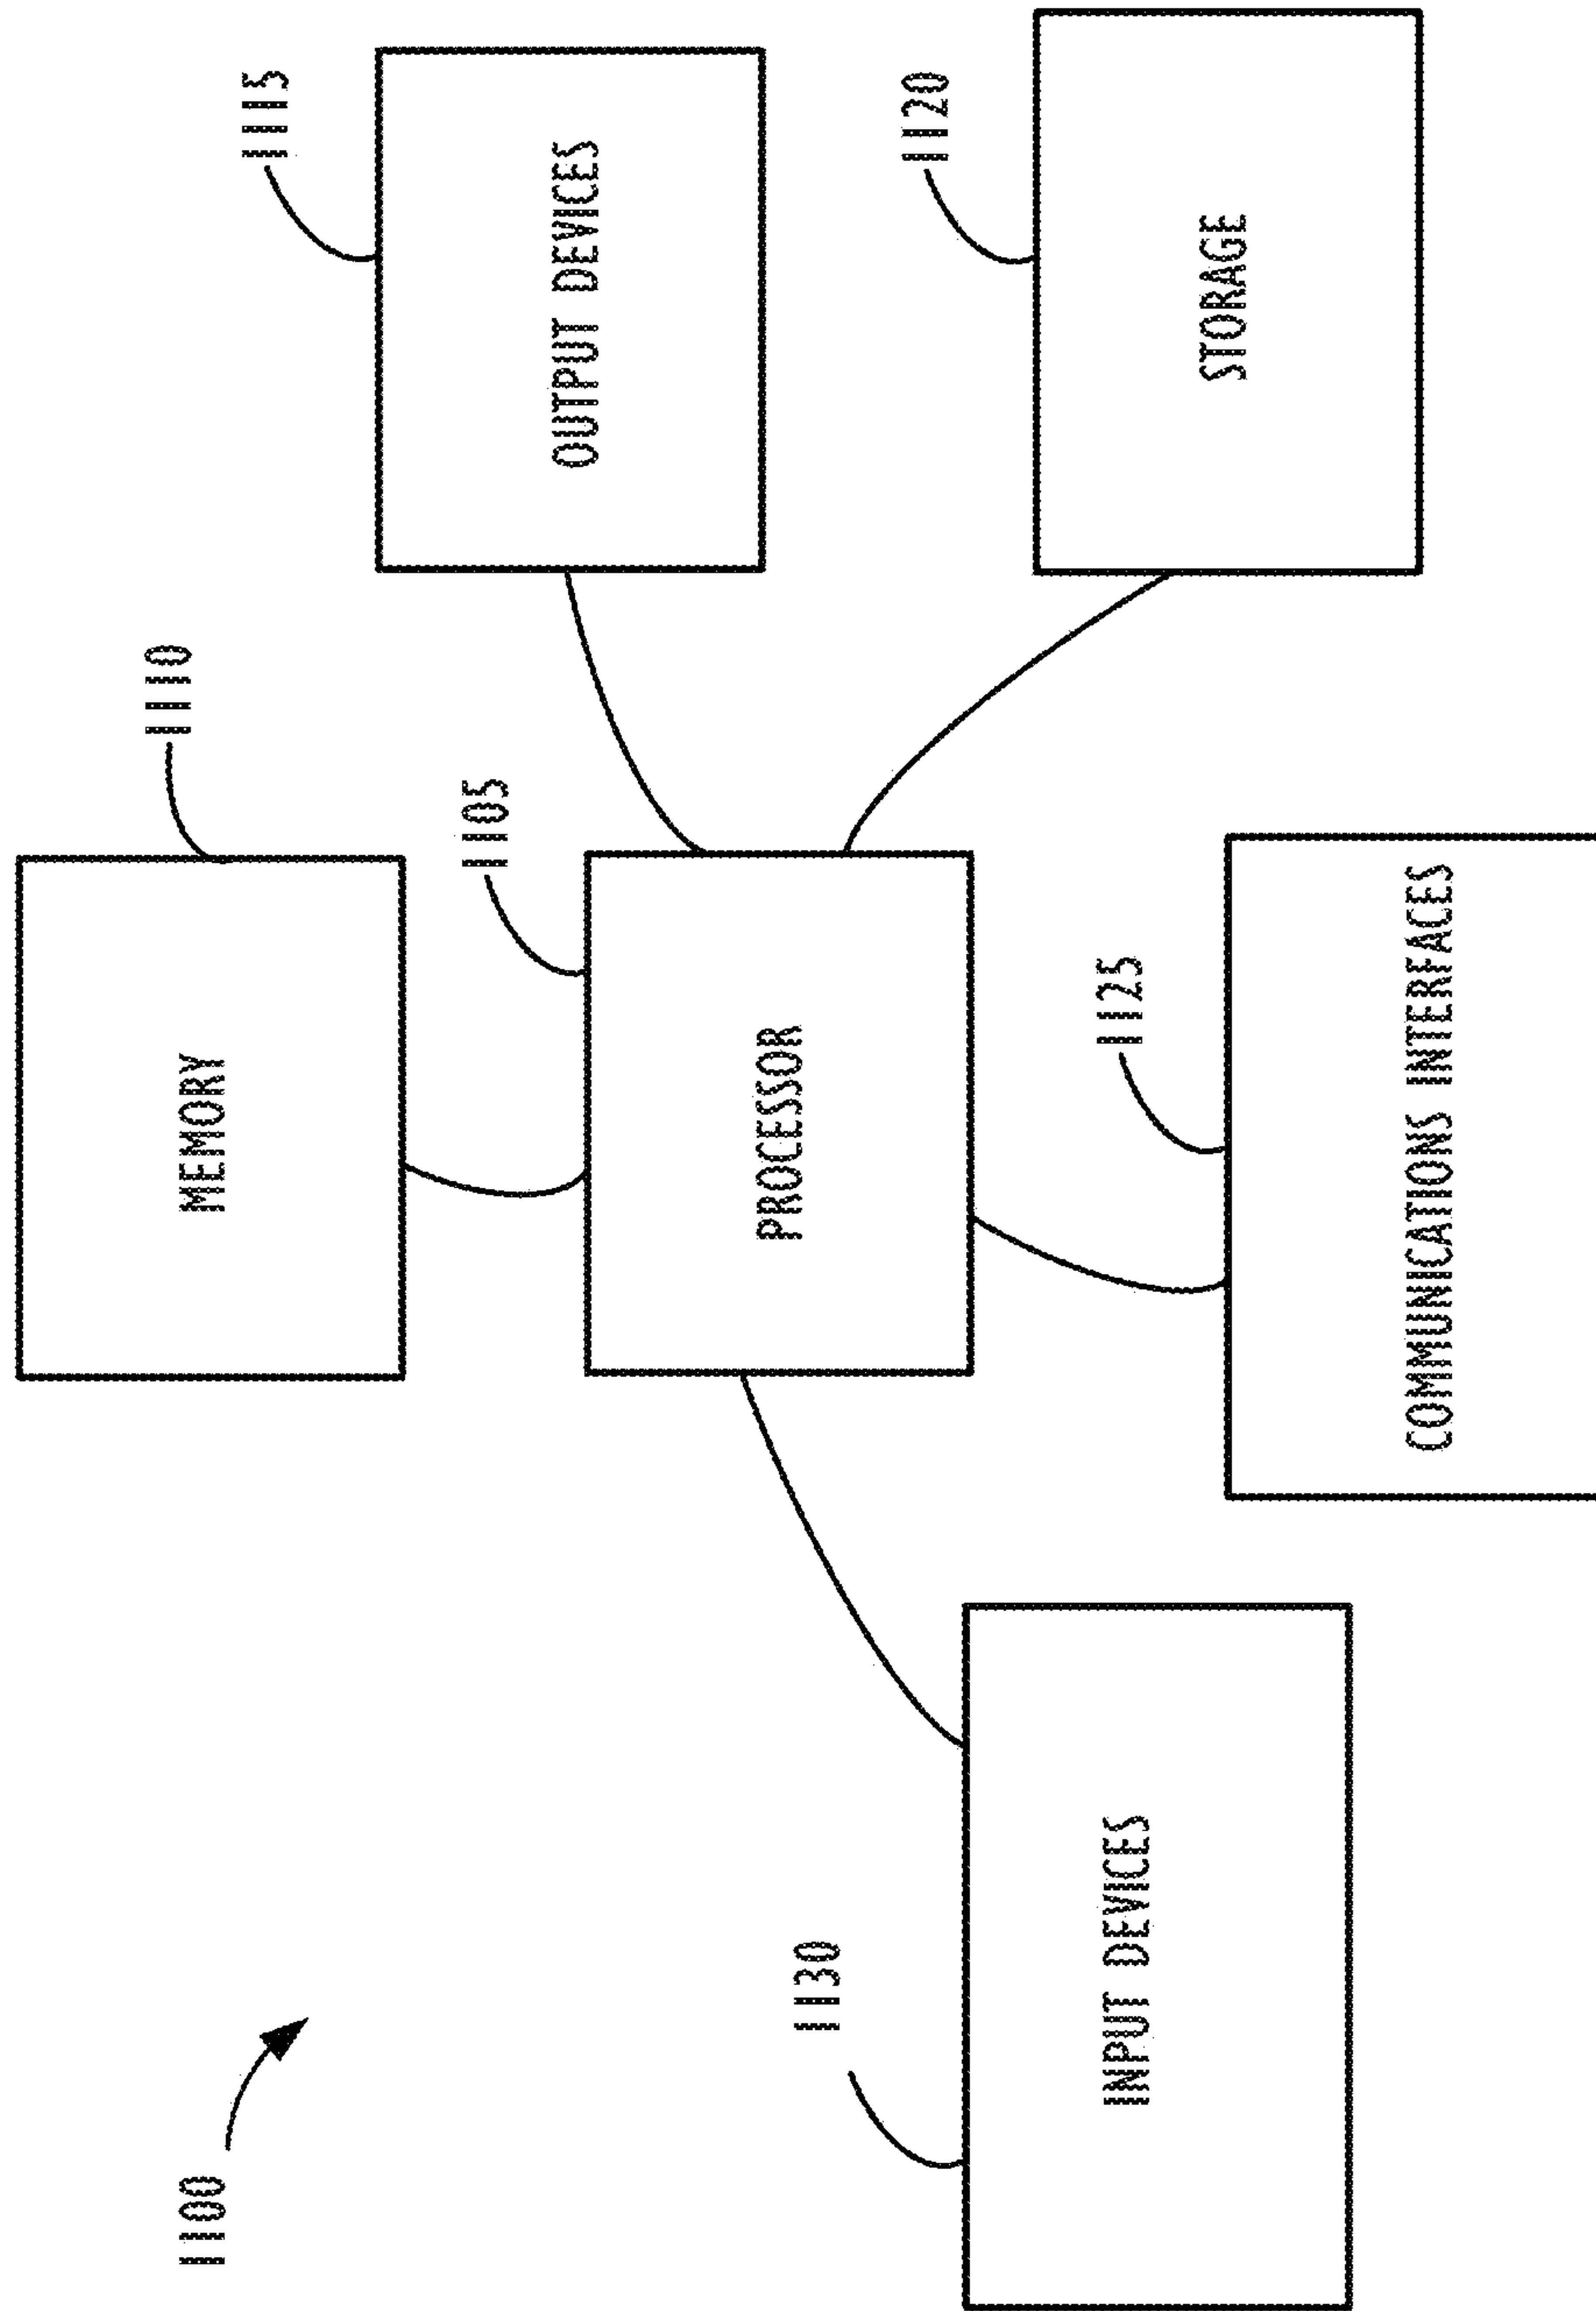 1100
1110
MEMORY
1115
1105
OUTPUT DEVICES
PROCESSOR
1130
1120
1125
INPUT DEVICES
STORAGE
COMMUNICATIONS INTERFACES